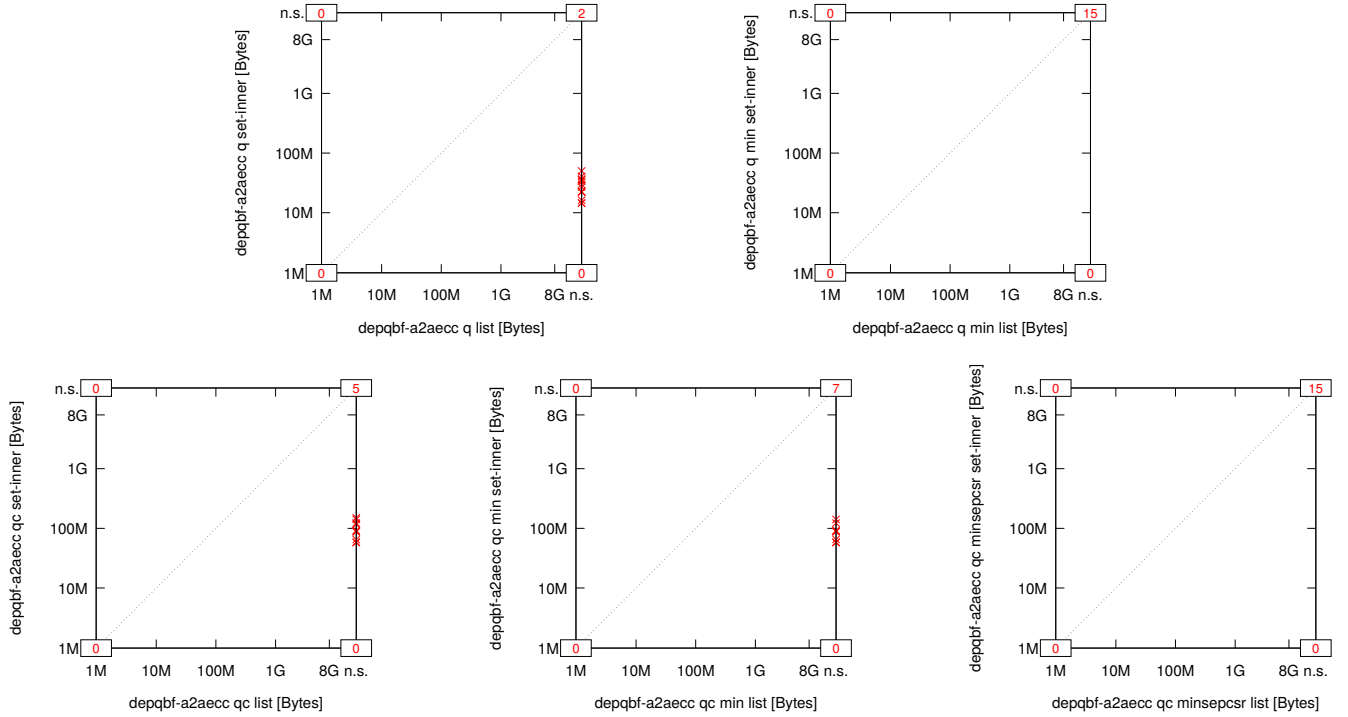 n.s.
0
2
8G
1G
100M
10M
1M
0
0
1M 10M 100M 1G 8G n.s.
depqbf-a2aecc q list [Bytes]
depqbf-a2aecc q set-inner [Bytes]
n.s.
0
15
8G
1G
100M
10M
1M
0
0
1M 10M 100M 1G 8G n.s.
depqbf-a2aecc q min list [Bytes]
depqbf-a2aecc q min set-inner [Bytes]
n.s.
0
5
8G
1G
100M
10M
1M
0
0
1M 10M 100M 1G 8G n.s.
depqbf-a2aecc qc list [Bytes]
depqbf-a2aecc qc set-inner [Bytes]
n.s.
0
7
8G
1G
100M
10M
1M
0
0
1M 10M 100M 1G 8G n.s.
depqbf-a2aecc qc min list [Bytes]
depqbf-a2aecc qc min set-inner [Bytes]
n.s.
0
15
8G
1G
100M
10M
1M
0
0
1M 10M 100M 1G 8G n.s.
depqbf-a2aecc qc minsepcsr list [Bytes]
depqbf-a2aecc qc minsepcsr set-inner [Bytes]